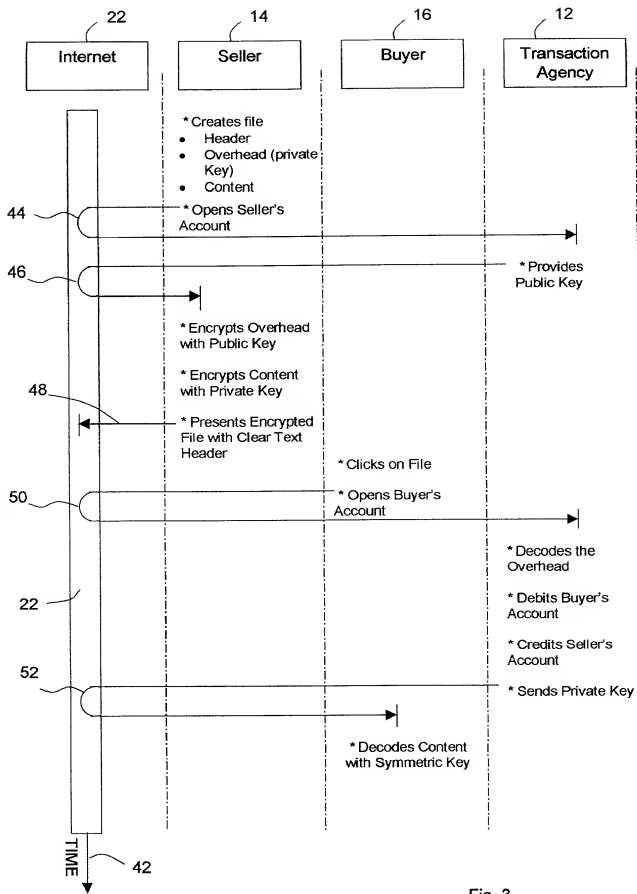 22
14
16
12
Internet
Seller
Buyer
Transaction
Agency
* Creates file
• Header
• Overhead (private
Key)
• Content
44
* Opens Seller's
Account
46
* Provides
Public Key
* Encrypts Overhead
with Public Key
* Encrypts Content
with Private Key
48
* Presents Encrypted
File with Clear Text
Header
* Clicks on File
50
* Opens Buyer's
Account
* Decodes the
Overhead
22
* Debits Buyer's
Account
* Credits Seller's
Account
52
* Sends Private Key
* Decodes Content
with Symmetric Key
TIME
42
Fig. 3